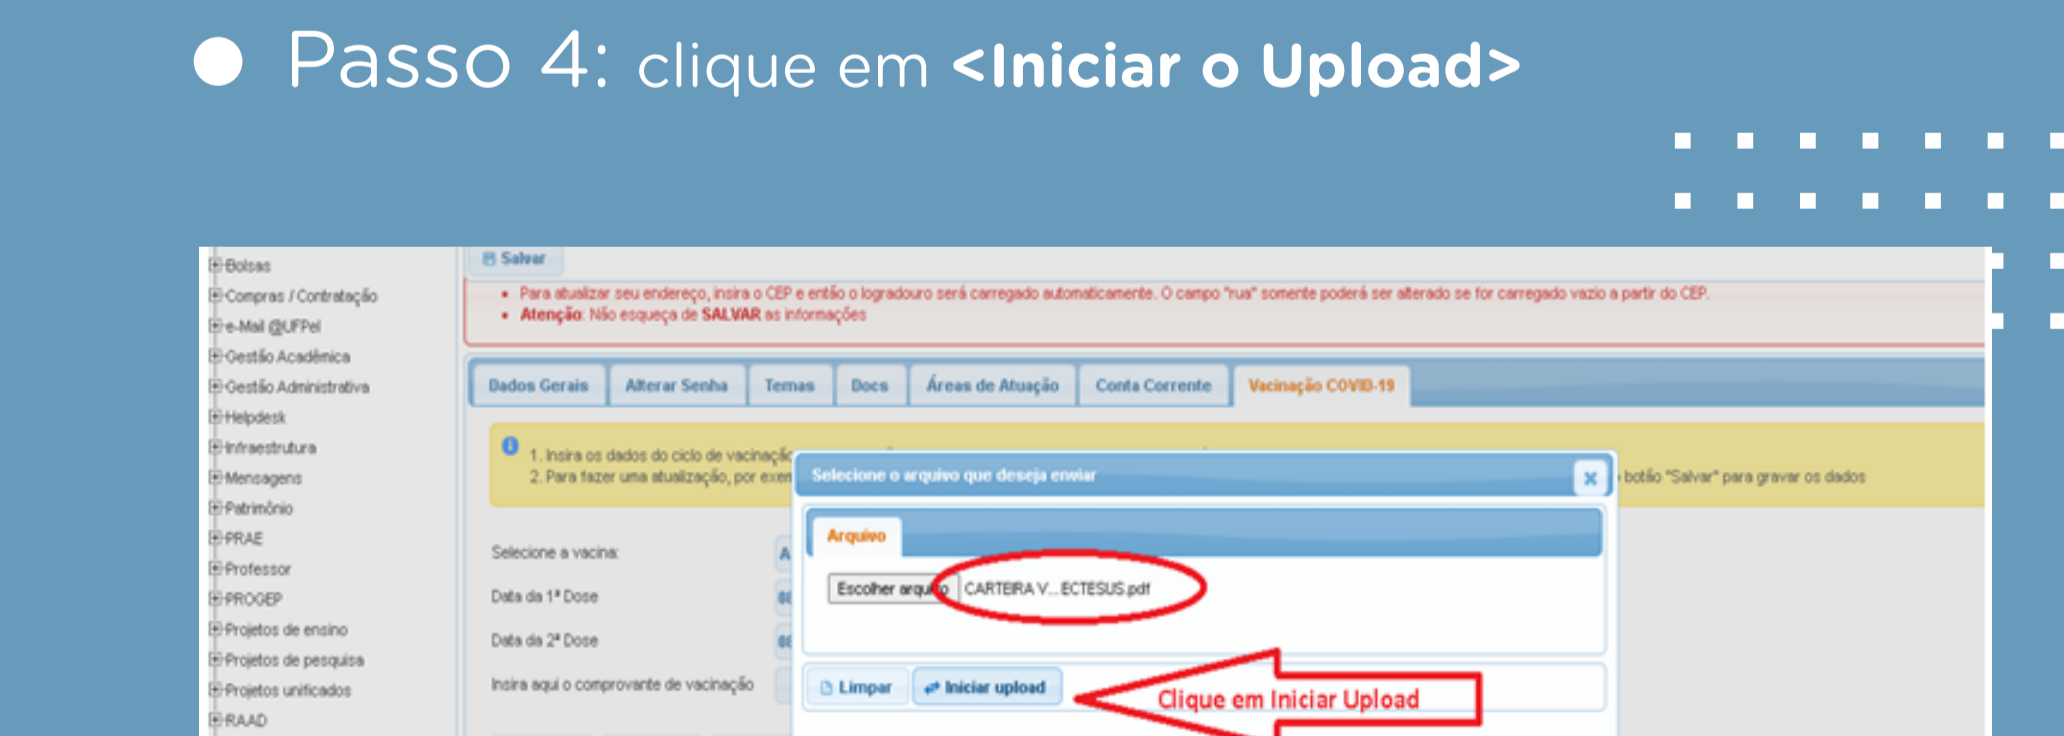 Passo 4: clique em <Iniciar o Upload>
Salvar
Bolsas
Compras / Contratação
e-Mail @UFPel
Gestão Acadêmica
Gestão Administrativa
Helpdesk
Infraestrutura
Mensagens
Patrimônio
PRAE
Professor
PROGEP
Projetos de ensino
Projetos de pesquisa
Projetos unificados
RAAD
Para atualizar seu endereço, insira o CEP e então o logradouro será carregado automaticamente. O campo "rua" somente poderá ser alterado se for carregado vazio a partir do CEP.
Atenção: Não esqueça de SALVAR as informações
Dados Gerais Alterar Senha Temas Docs Áreas de Atuação Conta Corrente Vacinação COVID-19
1. Insira os dados do ciclo de vacinação
2. Para fazer uma atualização, por botão "Salvar" para gravar os dados
Selecione o arquivo que deseja enviar
Arquivo
Selecione a vacina:
Escolher arquivo CARTEIRA V...ECTESUS.pdf
Data da 1ª Dose
Data da 2ª Dose
Insira aqui o comprovante de vacinação
Limpar Iniciar upload
Clique em Iniciar Upload